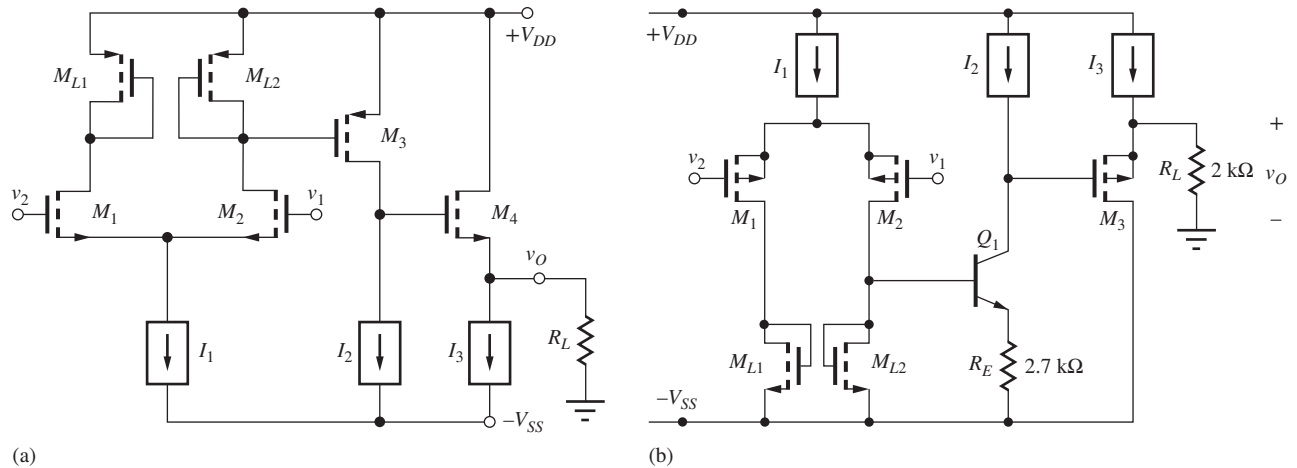 +V_DD
M_L1
M_L2
M_3
v_2
M_1
M_2
v_1
M_4
v_O
I_1
I_2
I_3
R_L
−V_SS
(a)
+V_DD
I_1
I_2
I_3
+
v_2
v_1
R_L
2 kΩ
v_O
M_1
M_2
M_3
−
Q_1
M_L1
M_L2
R_E
2.7 kΩ
−V_SS
(b)